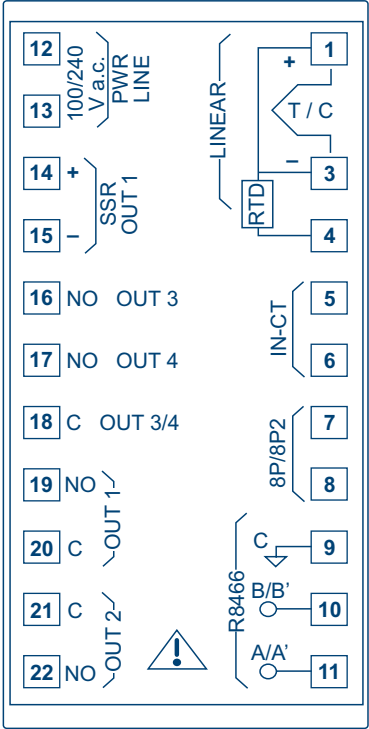 12
13
100/240
V a.c.
PWR
LINE
14 +
15 –
SSR
OUT 1
16 NO OUT 3
17 NO OUT 4
18 C OUT 3/4
19 NO
20 C
OUT 1
21 C
22 NO
OUT 2
LINEAR
+ 1
T / C
– 3
RTD
4
IN-CT
5
6
8P/8P2
7
8
R8466
C 9
B/B’ 10
A/A’ 11
!